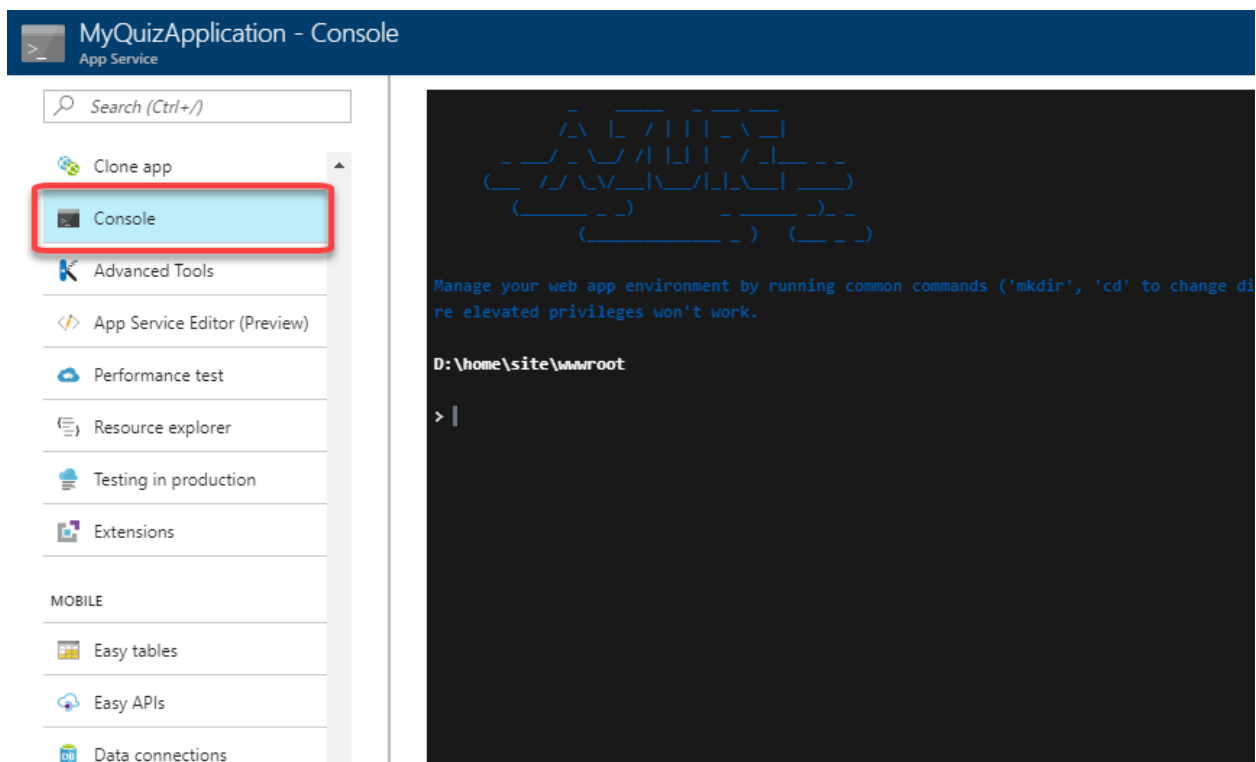 MyQuizApplication - Console
App Service
Search (Ctrl+/)
Clone app
Console
Advanced Tools
App Service Editor (Preview)
Performance test
Resource explorer
Testing in production
Extensions
MOBILE
Easy tables
Easy APIs
Data connections
AZURE
Manage your web app environment by running common commands ('mkdir', 'cd' to change di
re elevated privileges won't work.
D:\home\site\wwwroot
>